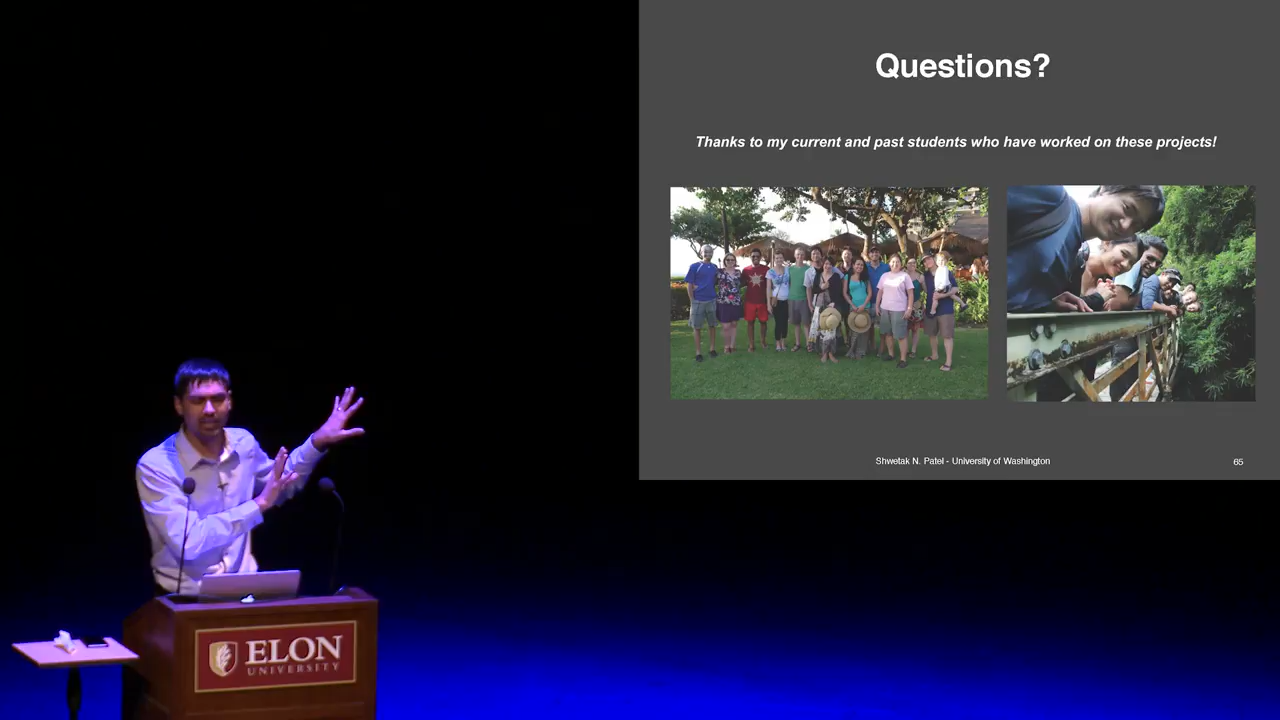 Questions?
Thanks to my current and past students who have worked on these projects!
Shwetak N. Patel - University of Washington
65
ELON
UNIVERSITY